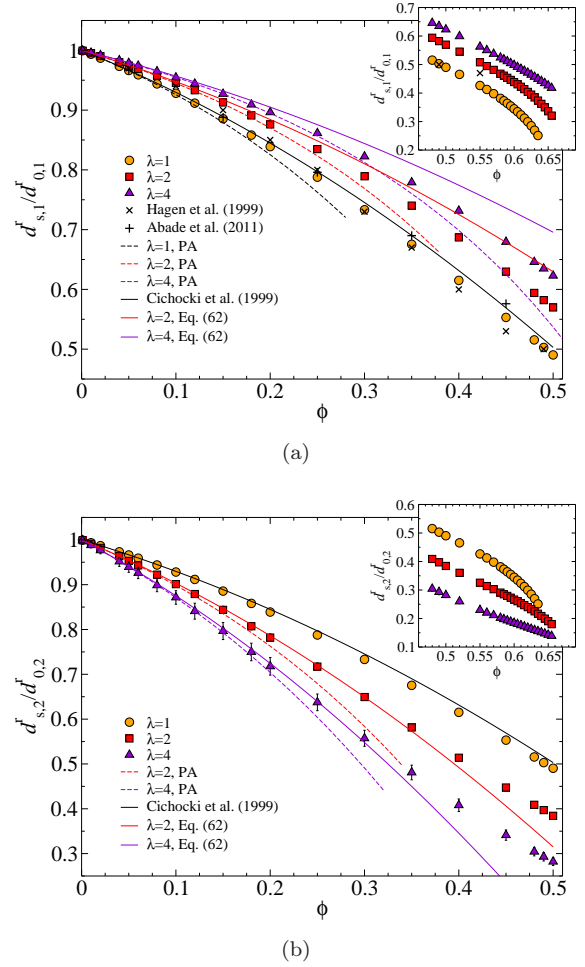 d^r_{s,1}/d^r_{0,1}
1
0.9
0.8
0.7
0.6
0.5
λ=1
λ=2
λ=4
Hagen et al. (1999)
Abade et al. (2011)
λ=1, PA
λ=2, PA
λ=4, PA
Cichocki et al. (1999)
λ=2, Eq. (62)
λ=4, Eq. (62)
0 0.1 0.2 0.3 0.4 0.5
ϕ
d^r_{s,1}/d^r_{0,1}
0.7
0.6
0.5
0.4
0.3
0.2
0.5 0.55 0.6 0.65
ϕ
(a)
d^r_{s,2}/d^r_{0,2}
1
0.9
0.8
0.7
0.6
0.5
0.4
0.3
λ=1
λ=2
λ=4
λ=2, PA
λ=4, PA
Cichocki et al. (1999)
λ=2, Eq. (62)
λ=4, Eq. (62)
0 0.1 0.2 0.3 0.4 0.5
ϕ
d^r_{s,2}/d^r_{0,2}
0.6
0.5
0.4
0.3
0.2
0.1
0.5 0.55 0.6 0.65
ϕ
(b)